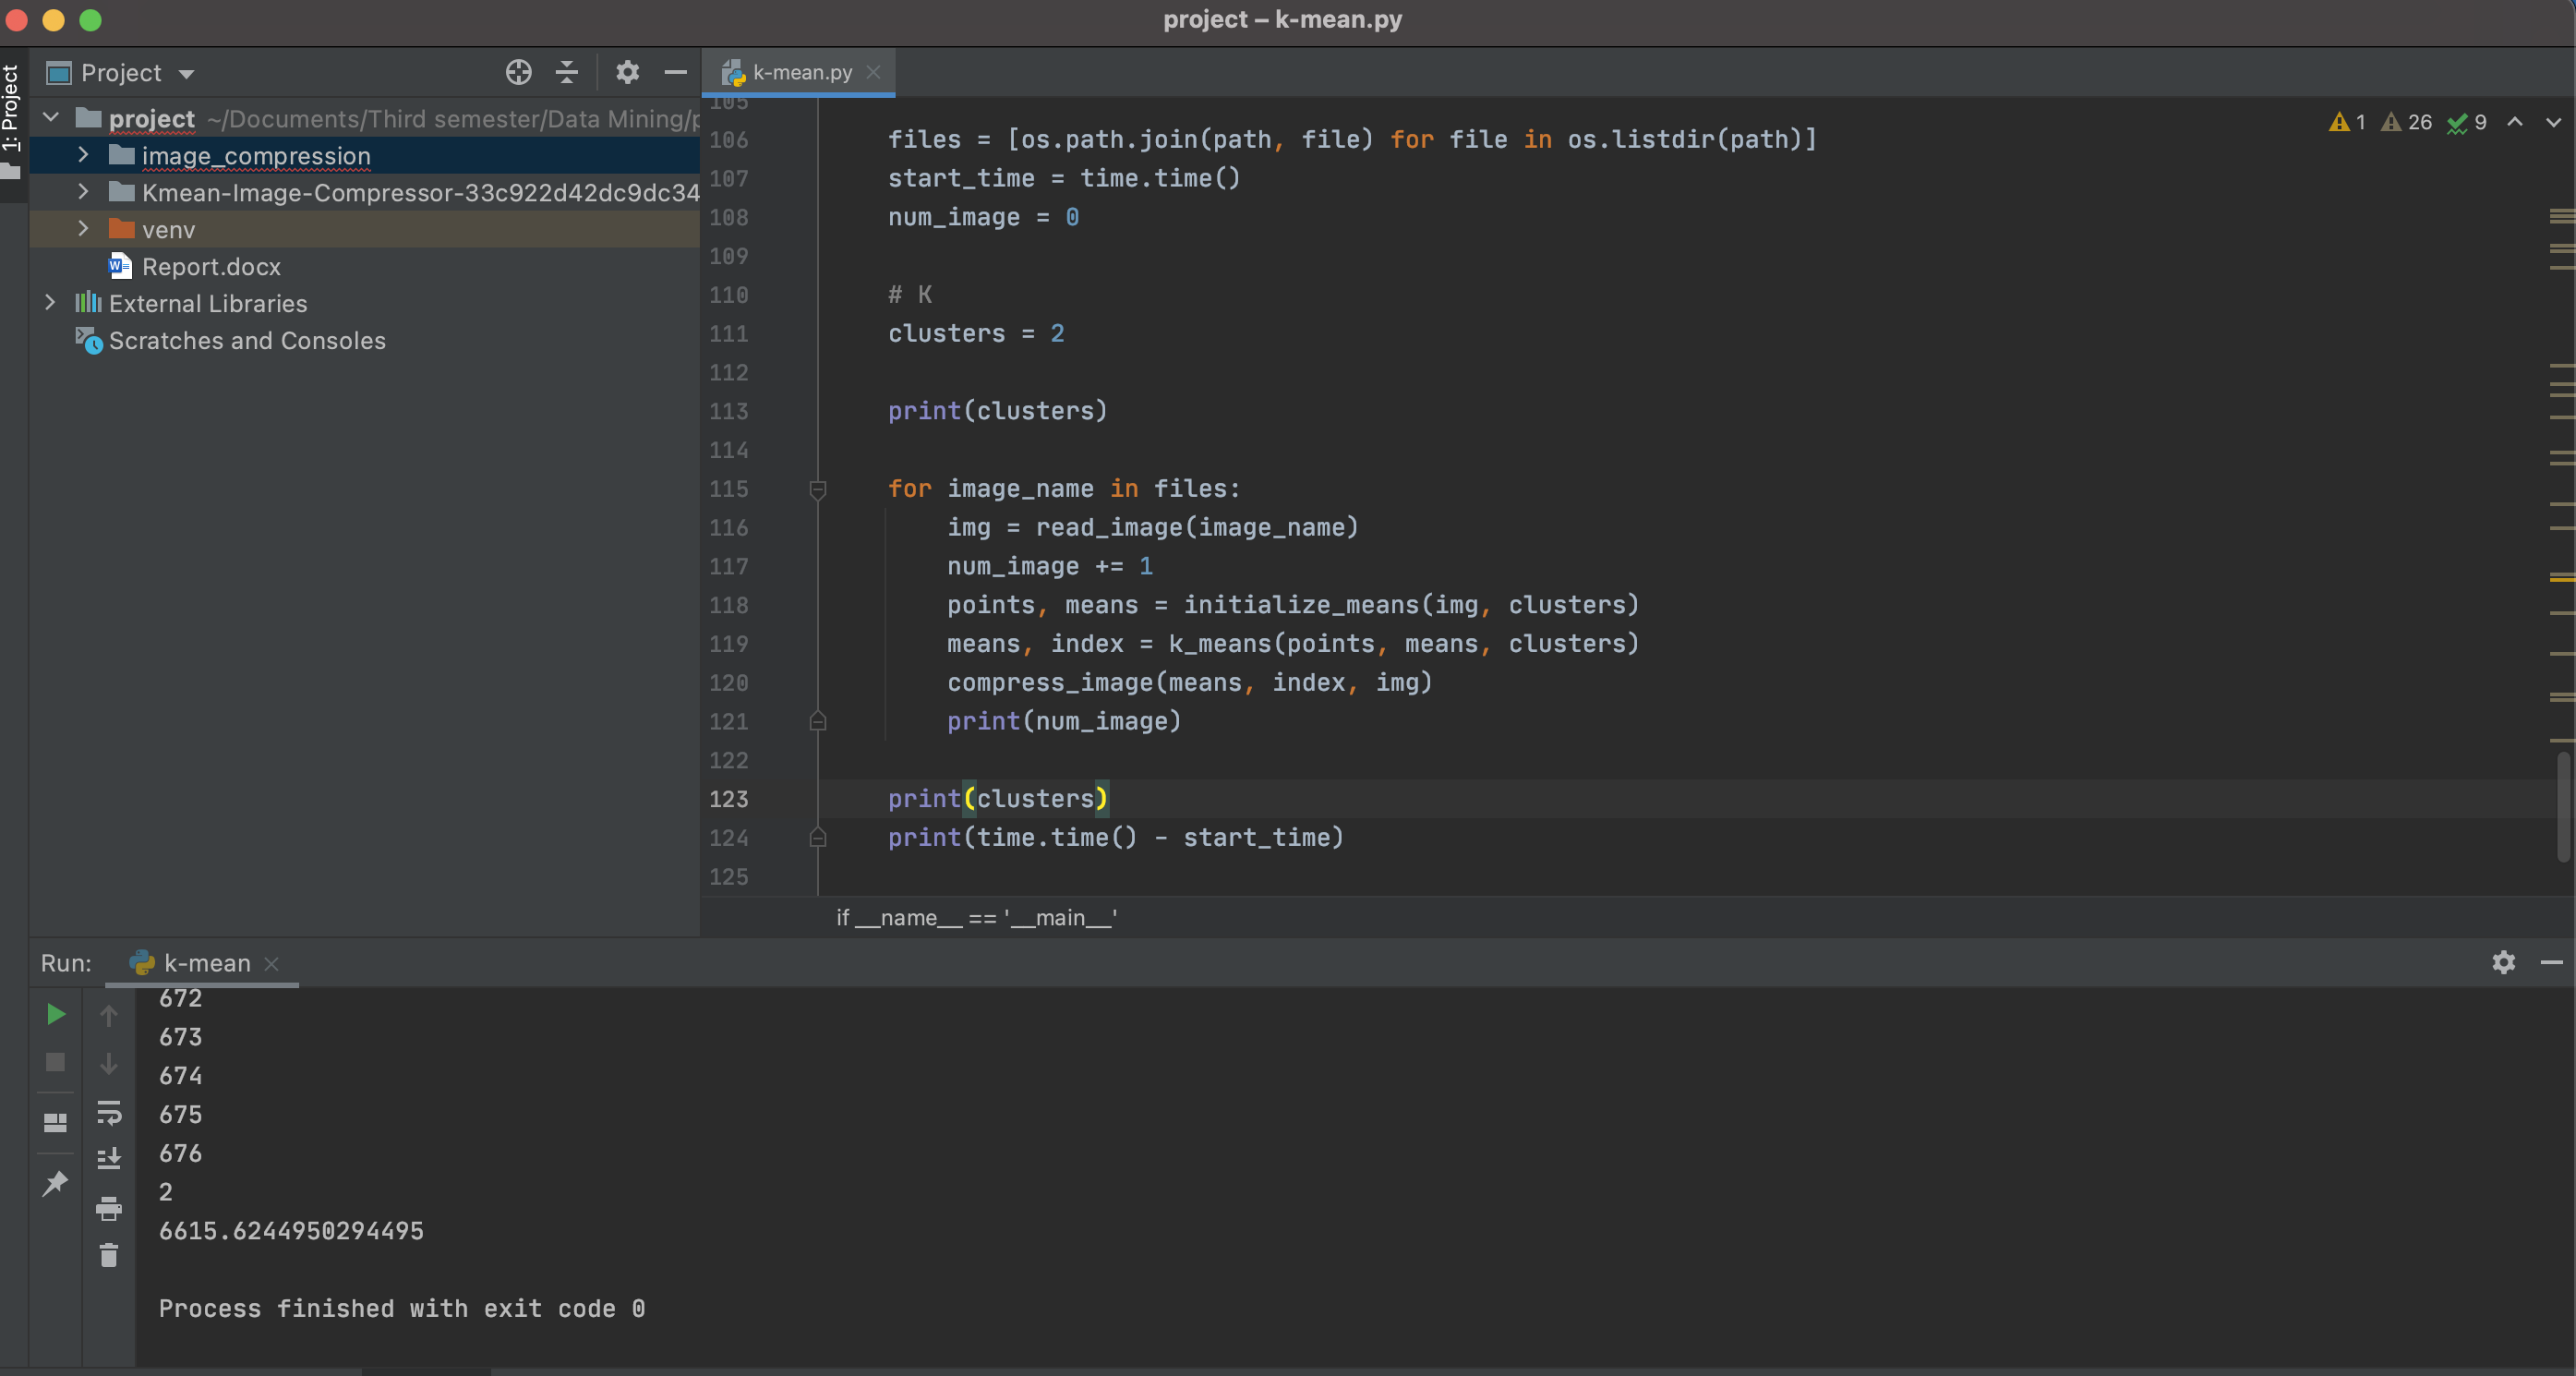 project – k-mean.py
1: Project
Project
k-mean.py
project ~/Documents/Third semester/Data Mining/p
image_compression
Kmean-Image-Compressor-33c922d42dc9dc34
venv
Report.docx
External Libraries
Scratches and Consoles
1 26 9
105
106 files = [os.path.join(path, file) for file in os.listdir(path)]
107 start_time = time.time()
108 num_image = 0
109
110 # K
111 clusters = 2
112
113 print(clusters)
114
115 for image_name in files:
116 img = read_image(image_name)
117 num_image += 1
118 points, means = initialize_means(img, clusters)
119 means, index = k_means(points, means, clusters)
120 compress_image(means, index, img)
121 print(num_image)
122
123 print(clusters)
124 print(time.time() - start_time)
125
if __name__ == '__main__'
Run: k-mean
672
673
674
675
676
2
6615.6244950294495
Process finished with exit code 0